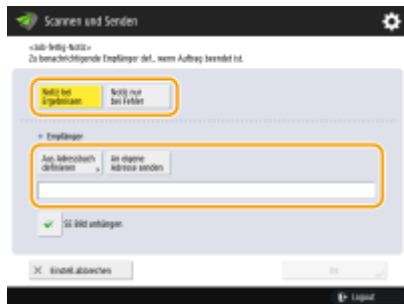 Scannen und Senden
<Job-fertig-Notiz>
Zu benachrichtigende Empfänger def., wenn Auftrag beendet ist.
Notiz bei
Ergebnissen
Notiz nur
bei Fehler
Empfänger
Aus Adressbuch
definieren
An eigene
Adresse senden
SE Bild anhängen
Einstell. abbrechen
OK
Logout